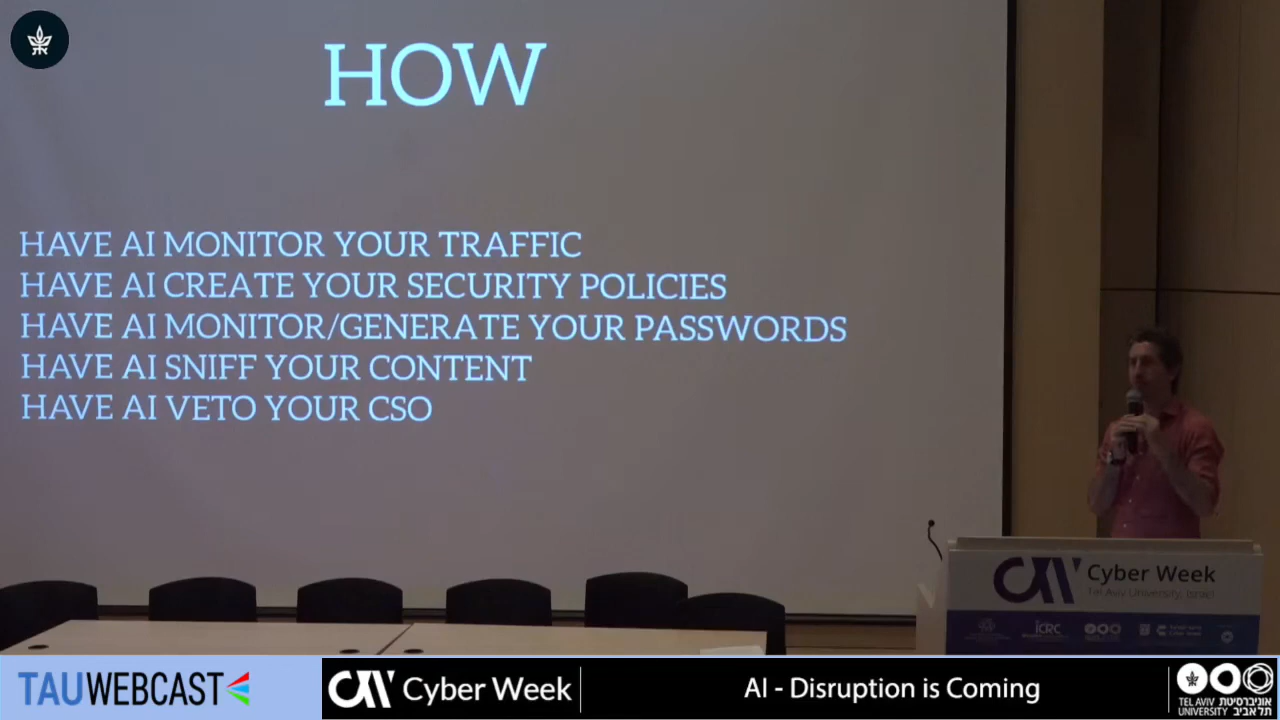 HOW
HAVE AI MONITOR YOUR TRAFFIC
HAVE AI CREATE YOUR SECURITY POLICIES
HAVE AI MONITOR/GENERATE YOUR PASSWORDS
HAVE AI SNIFF YOUR CONTENT
HAVE AI VETO YOUR CSO
Cyber Week
Tel Aviv University, Israel
ICRC
TAUWEBCAST
Cyber Week
AI - Disruption is Coming
TEL AVIV אוניברסיטת
UNIVERSITY תל אביב